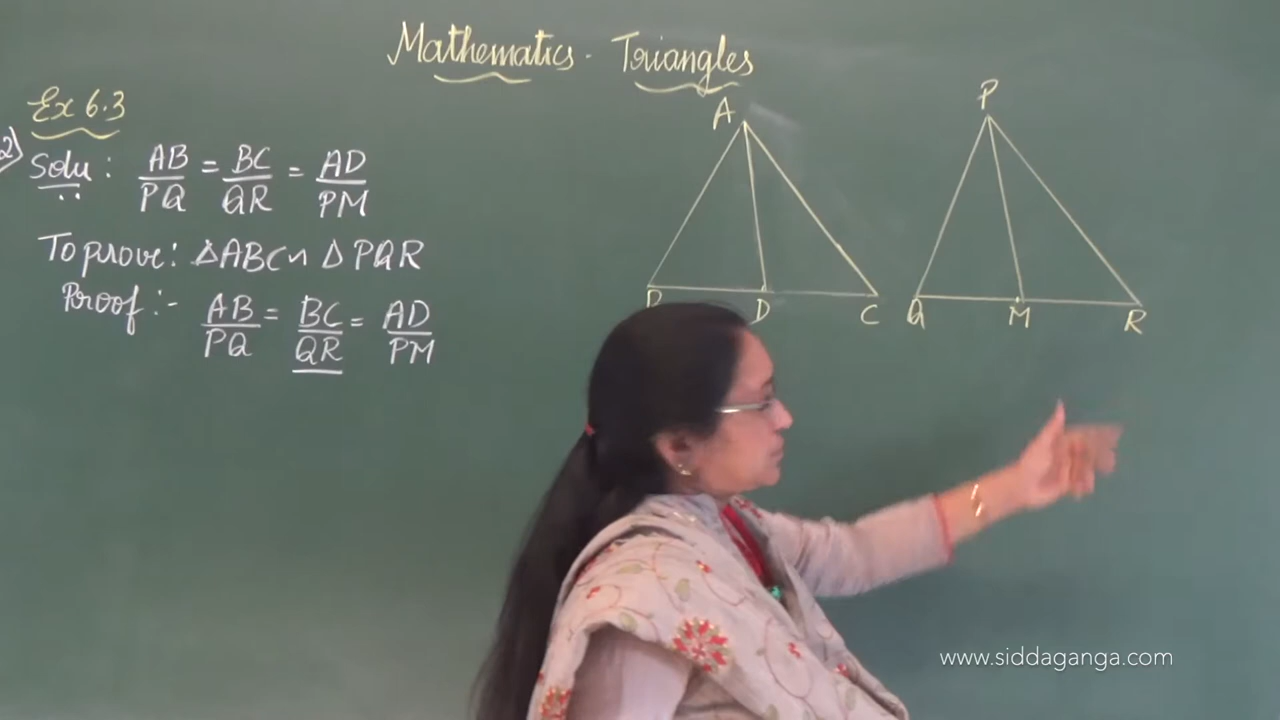 Mathematics - Triangles
Ex 6.3
2)
Solu : AB/PQ = BC/QR = AD/PM
To prove : ΔABC ~ ΔPQR
Proof :- AB/PQ = BC/QR = AD/PM
A
D C
P
Q M R
www.siddaganga.com